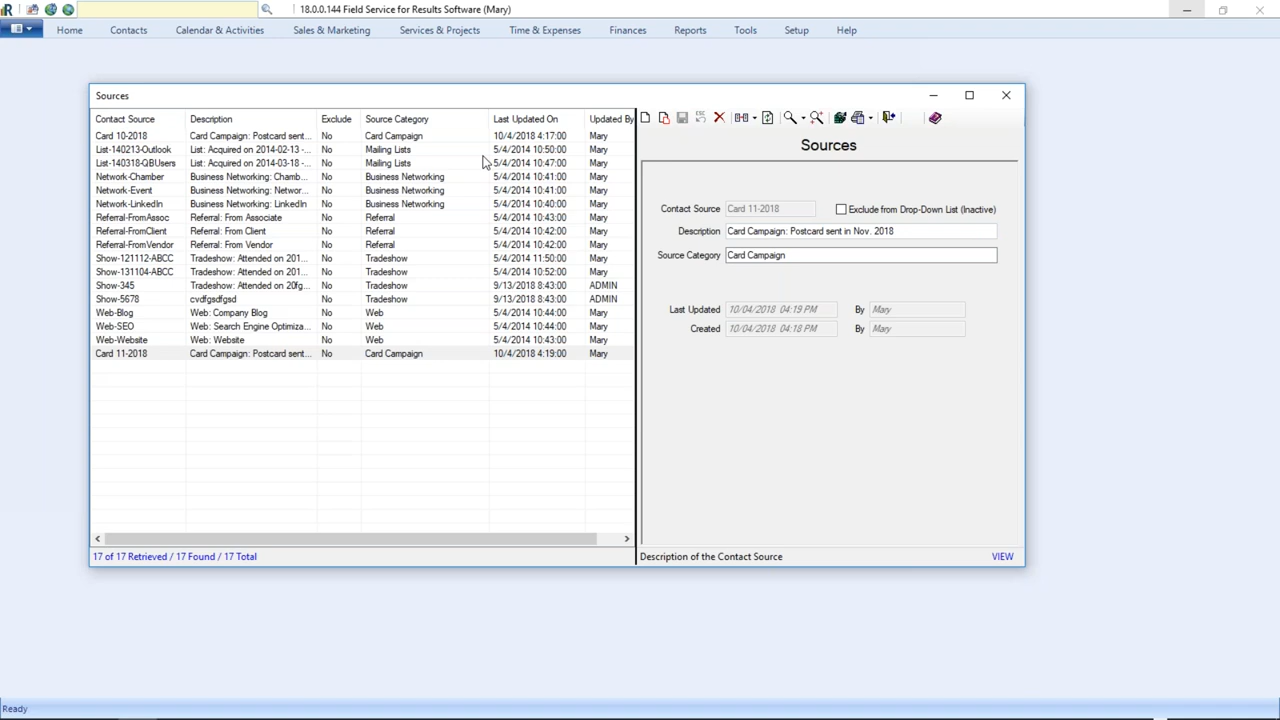 18.0.0.144 Field Service for Results Software (Mary)
Home Contacts Calendar & Activities Sales & Marketing Services & Projects Time & Expenses Finances Reports Tools Setup Help
Sources
Contact Source Description Exclude Source Category Last Updated On Updated By
Card 10-2018 Card Campaign: Postcard sent... No Card Campaign 10/4/2018 4:17:00 Mary
List-140213-Outlook List: Acquired on 2014-02-13 -... No Mailing Lists 5/4/2014 10:50:00 Mary
List-140318-QBUsers List: Acquired on 2014-03-18 -... No Mailing Lists 5/4/2014 10:47:00 Mary
Network-Chamber Business Networking: Chamb... No Business Networking 5/4/2014 10:41:00 Mary
Network-Event Business Networking: Networ... No Business Networking 5/4/2014 10:41:00 Mary
Network-LinkedIn Business Networking: LinkedIn No Business Networking 5/4/2014 10:40:00 Mary
Referral-FromAssoc Referral: From Associate No Referral 5/4/2014 10:43:00 Mary
Referral-FromClient Referral: From Client No Referral 5/4/2014 10:42:00 Mary
Referral-FromVendor Referral: From Vendor No Referral 5/4/2014 10:42:00 Mary
Show-121112-ABCC Tradeshow: Attended on 201... No Tradeshow 5/4/2014 11:50:00 Mary
Show-131104-ABCC Tradeshow: Attended on 201... No Tradeshow 5/4/2014 10:52:00 Mary
Show-345 Tradeshow: Attended on 20fg... No Tradeshow 9/13/2018 8:43:00 ADMIN
Show-5678 cvdfgsdfgsd No Tradeshow 9/13/2018 8:43:00 ADMIN
Web-Blog Web: Company Blog No Web 5/4/2014 10:44:00 Mary
Web-SEO Web: Search Engine Optimiza... No Web 5/4/2014 10:44:00 Mary
Web-Website Web: Website No Web 5/4/2014 10:43:00 Mary
Card 11-2018 Card Campaign: Postcard sent... No Card Campaign 10/4/2018 4:19:00 Mary
17 of 17 Retrieved / 17 Found / 17 Total
ESC
Sources
Contact Source Card 11-2018 Exclude from Drop-Down List (Inactive)
Description Card Campaign: Postcard sent in Nov. 2018
Source Category Card Campaign
Last Updated 10/04/2018 04:19 PM By Mary
Created 10/04/2018 04:18 PM By Mary
Description of the Contact Source VIEW
Ready